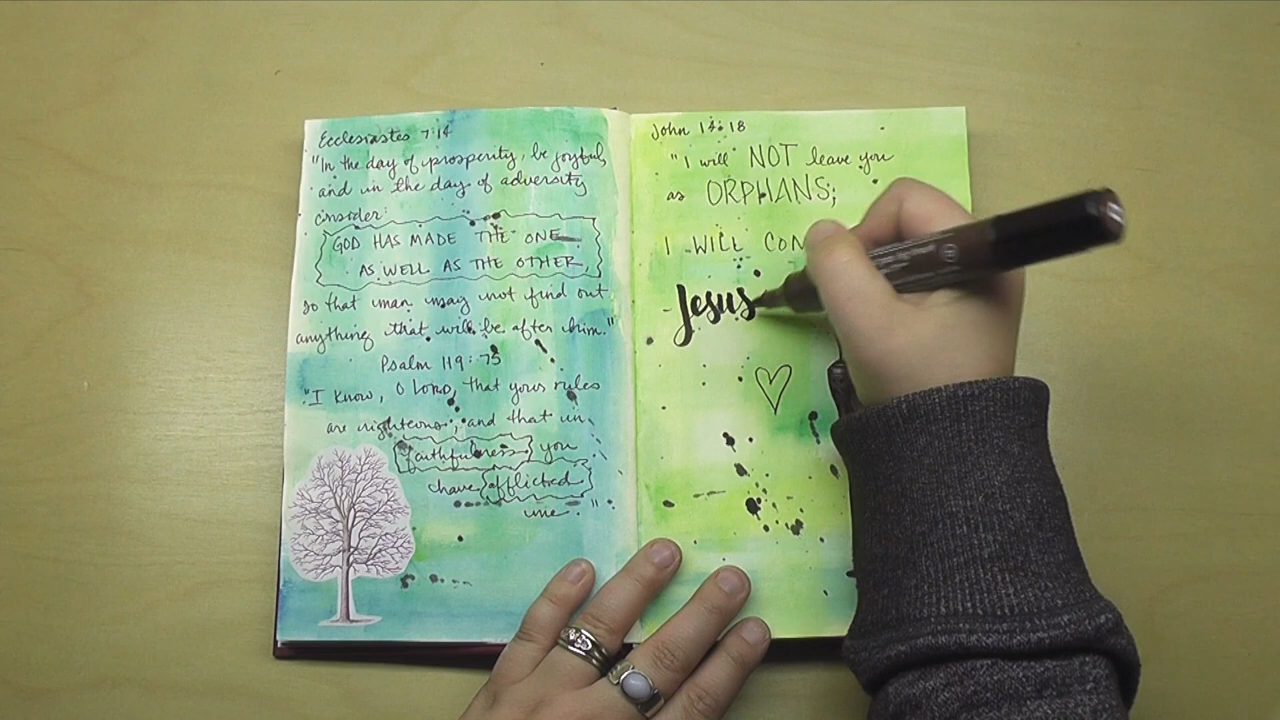 Ecclesiastes 7:14
"In the day of prosperity, be joyful,
and in the day of adversity
consider:
GOD HAS MADE THE ONE
AS WELL AS THE OTHER,
so that man may not find out
anything that will be after him."
Psalm 119:75
"I KNOW, O LORD, that your rules
are righteous, and that in
faithfulness you
have afflicted
me."
John 14:18
"I will NOT leave you
as ORPHANS;
I WILL COM
Jesus